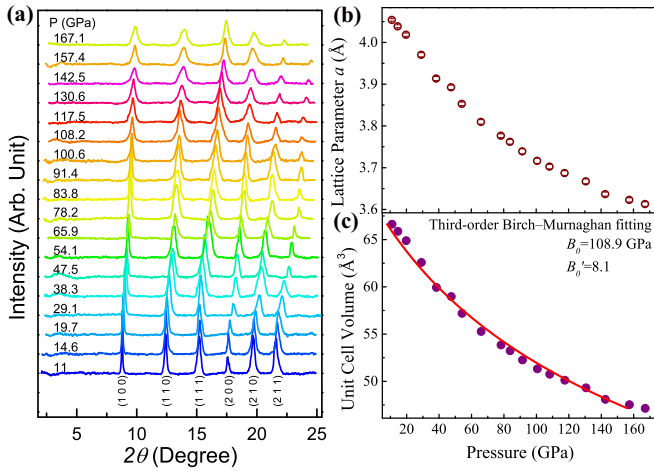 (a)
P (GPa)
167.1
157.4
142.5
130.6
117.5
108.2
100.6
91.4
83.8
78.2
65.9
54.1
47.5
38.3
29.1
19.7
14.6
11
(1 0 0)
(1 1 0)
(1 1 1)
(2 0 0)
(2 1 0)
(2 1 1)
5 10 15 20 25
2θ (Degree)
Intensity (Arb. Unit)
(b)
4.0
3.9
3.8
3.7
3.6
Lattice Parameter a (Å)
(c)
Third-order Birch–Murnaghan fitting
B₀=108.9 GPa
B₀'=8.1
65
60
55
50
Unit Cell Volume (Å³)
0 20 40 60 80 100 120 140 160
Pressure (GPa)